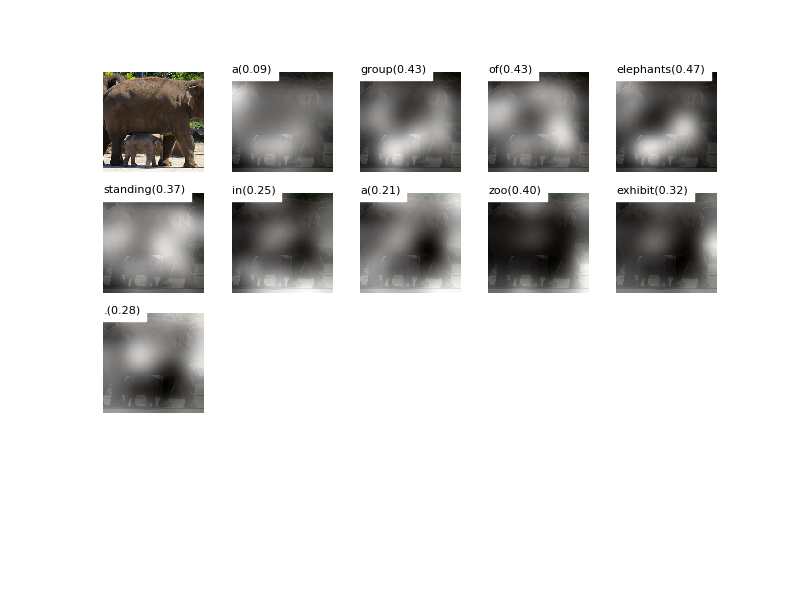 a(0.09) group(0.43) of(0.43) elephants(0.47)
standing(0.37) in(0.25) a(0.21) zoo(0.40) exhibit(0.32)
.(0.28)